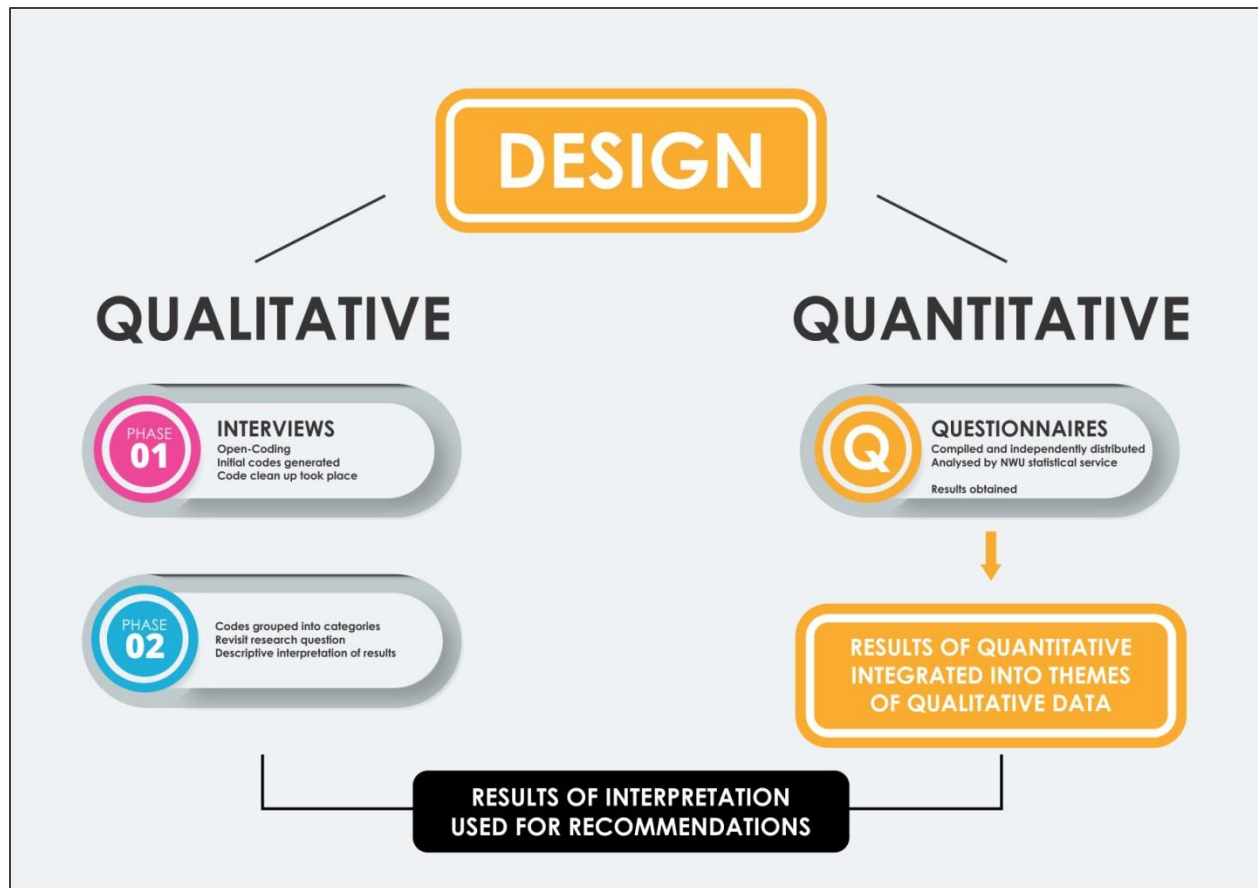 DESIGN
QUALITATIVE
PHASE
01
INTERVIEWS
Open-Coding
Initial codes generated
Code clean up took place
PHASE
02
Codes grouped into categories
Revisit research question
Descriptive interpretation of results
QUANTITATIVE
Q
QUESTIONNAIRES
Compiled and independently distributed
Analysed by NWU statistical service
Results obtained
RESULTS OF QUANTITATIVE
INTEGRATED INTO THEMES
OF QUALITATIVE DATA
RESULTS OF INTERPRETATION
USED FOR RECOMMENDATIONS